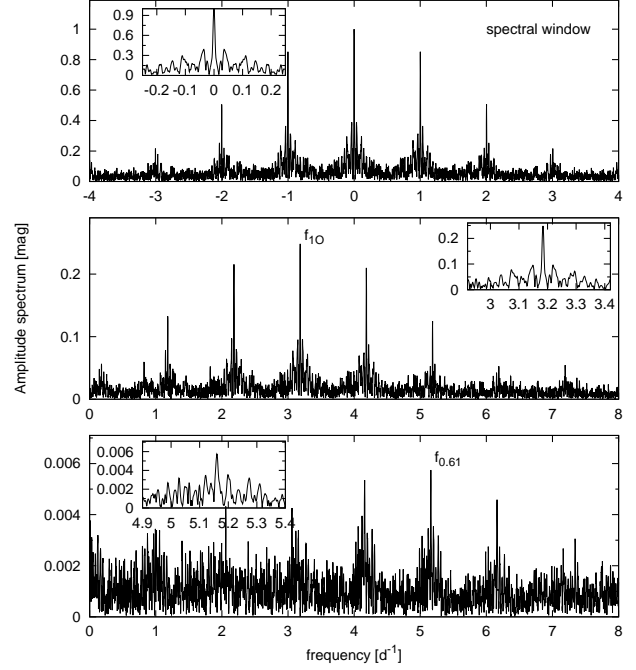 0.9
0.6
0.3
0
-0.2 -0.1 0 0.1 0.2
spectral window
1
0.8
0.6
0.4
0.2
0
-4 -3 -2 -1 0 1 2 3 4
Amplitude spectrum [mag]
f1O
0.2
0.1
0
0.2
0.1
0
3 3.1 3.2 3.3 3.4
0 1 2 3 4 5 6 7 8
0.006
0.004
0.002
0
4.9 5 5.1 5.2 5.3 5.4
f0.61
0.006
0.004
0.002
0
0 1 2 3 4 5 6 7 8
frequency [d-1]